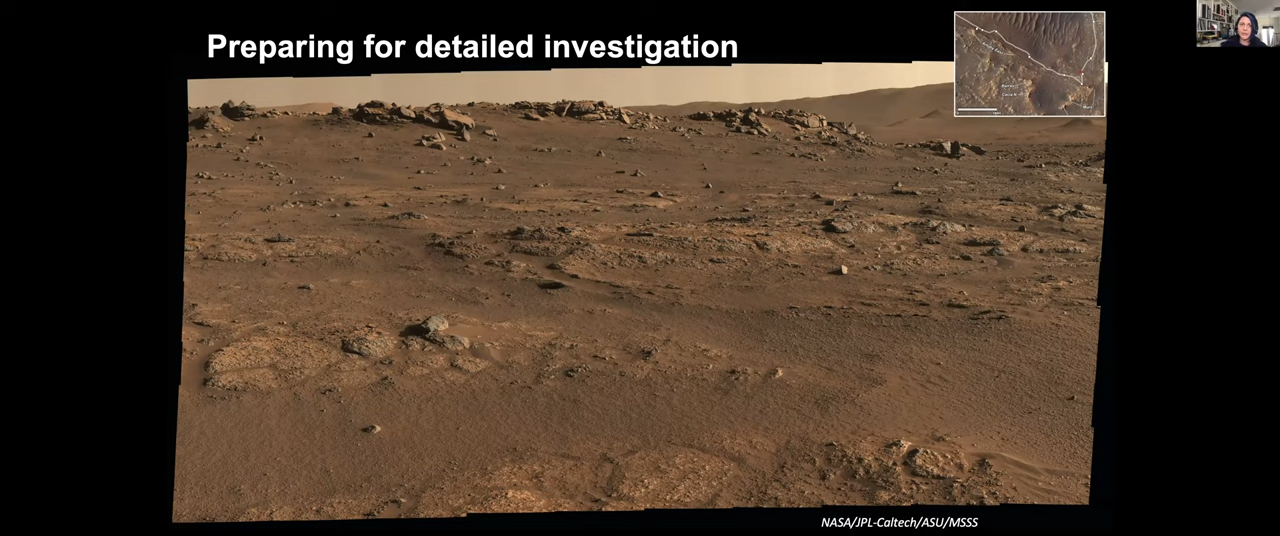 Preparing for detailed investigation
NASA/JPL-Caltech/ASU/MSSS